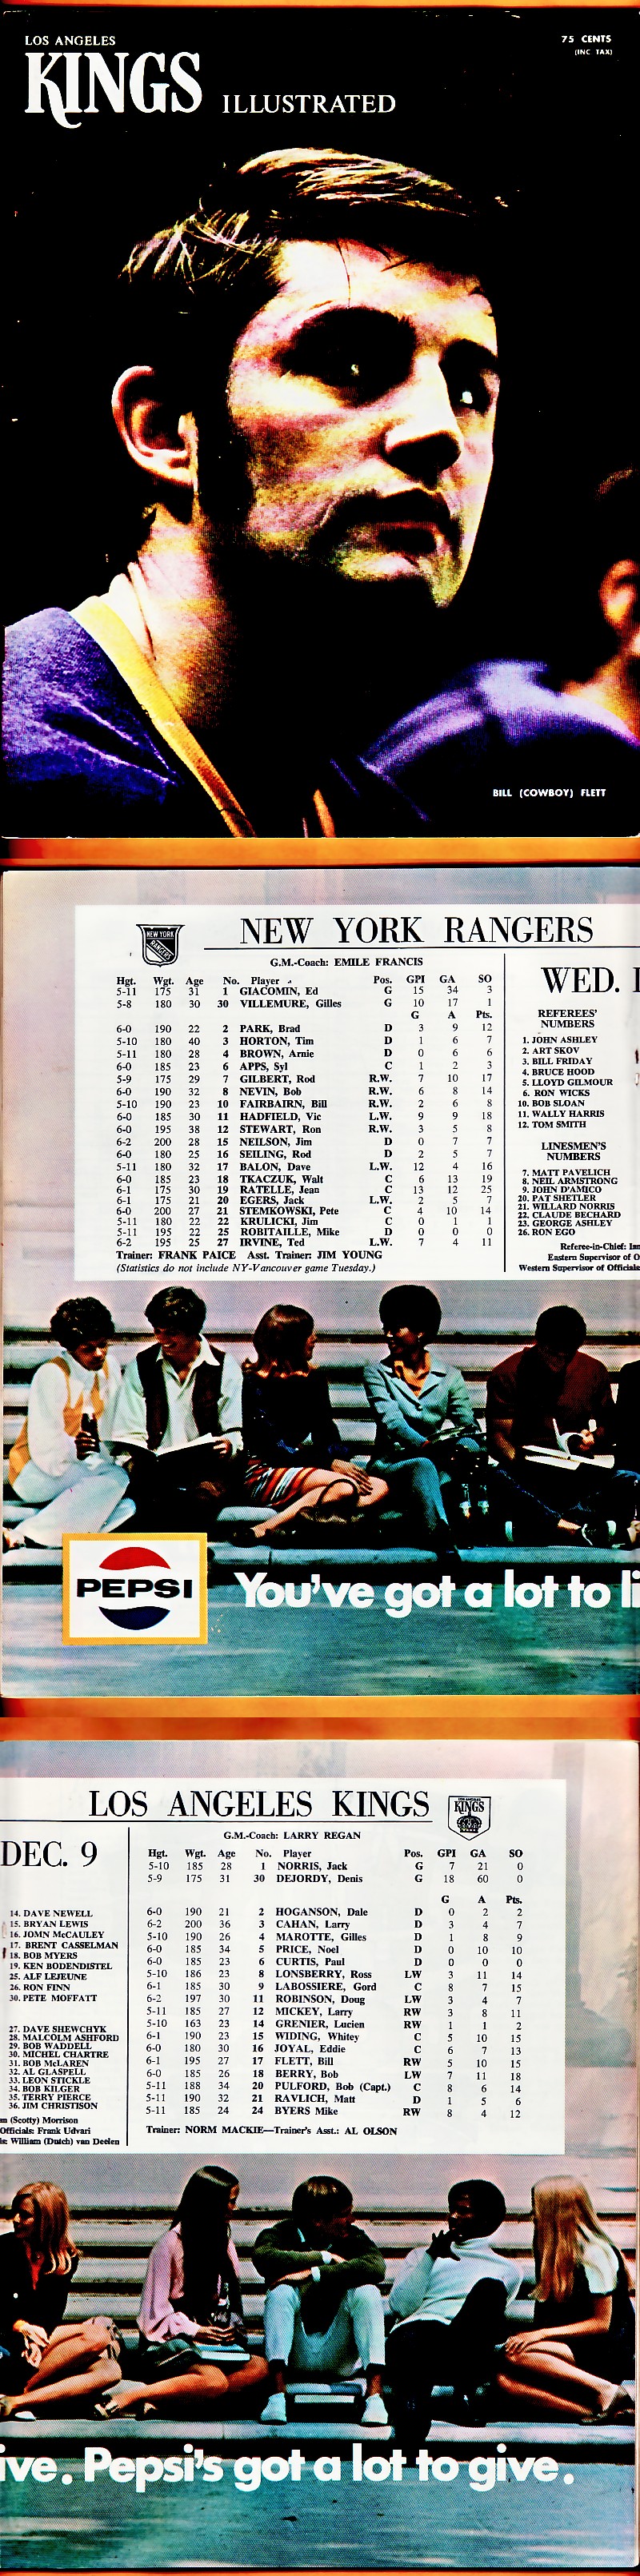 LOS ANGELES
KINGS ILLUSTRATED
75 CENTS
(INC TAX)
BILL (COWBOY) FLETT
NEW YORK RANGERS
NEW YORK
RANGERS
G.M.-Coach: EMILE FRANCIS
Hgt. Wgt. Age No. Player Pos. GPI GA SO
5-11 175 31 1 GIACOMIN, Ed G 15 34 3
5-8 180 30 30 VILLEMURE, Gilles G 10 17 1
G A Pts.
6-0 190 22 2 PARK, Brad D 3 9 12
5-10 180 40 3 HORTON, Tim D 1 6 7
5-11 180 28 4 BROWN, Arnie D 0 6 6
6-0 185 23 6 APPS, Syl C 1 2 3
5-9 175 29 7 GILBERT, Rod R.W. 7 10 17
6-0 190 32 8 NEVIN, Bob R.W. 6 8 14
5-10 190 23 10 FAIRBAIRN, Bill R.W. 2 6 8
6-0 185 30 11 HADFIELD, Vic L.W. 9 9 18
6-0 195 38 12 STEWART, Ron R.W. 3 5 8
6-2 200 28 15 NEILSON, Jim D 0 7 7
6-0 180 25 16 SEILING, Rod D 2 5 7
5-11 180 32 17 BALON, Dave L.W. 12 4 16
6-0 185 23 18 TKACZUK, Walt C 6 13 19
6-1 175 30 19 RATELLE, Jean C 13 12 25
6-1 175 21 20 EGERS, Jack L.W. 2 5 7
6-0 200 27 21 STEMKOWSKI, Pete C 4 10 14
5-11 180 22 22 KRULICKI, Jim C 0 1 1
5-11 195 22 25 ROBITAILLE, Mike D 0 0 0
6-2 195 25 27 IRVINE, Ted L.W. 7 4 11
Trainer: FRANK PAICE Asst. Trainer: JIM YOUNG
(Statistics do not include NY-Vancouver game Tuesday.)
WED.
REFEREES'
NUMBERS
1. JOHN ASHLEY
2. ART SKOV
3. BILL FRIDAY
4. BRUCE HOOD
5. LLOYD GILMOUR
6. RON WICKS
10. BOB SLOAN
11. WALLY HARRIS
12. TOM SMITH
LINESMEN'S
NUMBERS
7. MATT PAVELICH
8. NEIL ARMSTRONG
9. JOHN D'AMICO
20. PAT SHETLER
21. WILLARD NORRIS
22. CLAUDE BECHARD
23. GEORGE ASHLEY
26. RON EGO
Referee-in-Chief: Ian
Eastern Supervisor of O
Western Supervisor of Officials
PEPSI
You've got a lot to li
LOS ANGELES KINGS
KINGS
DEC. 9
G.M.-Coach: LARRY REGAN
Hgt. Wgt. Age No. Player Pos. GPI GA SO
5-10 185 28 1 NORRIS, Jack G 7 21 0
5-9 175 31 30 DEJORDY, Denis G 18 60 0
G A Pts.
6-0 190 21 2 HOGANSON, Dale D 0 2 2
6-2 200 36 3 CAHAN, Larry D 3 4 7
5-10 190 26 4 MAROTTE, Gilles D 1 8 9
6-0 185 34 5 PRICE, Noel D 0 10 10
6-0 185 23 6 CURTIS, Paul D 0 0 0
5-10 186 23 8 LONSBERRY, Ross LW 3 11 14
6-1 185 30 9 LABOSSIERE, Gord C 8 7 15
6-2 197 30 11 ROBINSON, Doug LW 3 4 7
5-11 185 27 12 MICKEY, Larry RW 3 8 11
5-10 163 23 14 GRENIER, Lucien RW 1 1 2
6-1 190 23 15 WIDING, Whitey C 5 10 15
6-0 180 30 16 JOYAL, Eddie C 6 7 13
6-1 195 27 17 FLETT, Bill RW 5 10 15
6-0 185 26 18 BERRY, Bob LW 7 11 18
5-11 188 34 20 PULFORD, Bob (Capt.) C 8 6 14
5-11 190 32 21 RAVLICH, Matt D 1 5 6
5-11 185 24 24 BYERS Mike RW 8 4 12
Trainer: NORM MACKIE—Trainer's Asst.: AL OLSON
14. DAVE NEWELL
15. BRYAN LEWIS
16. JOHN McCAULEY
17. BRENT CASSELMAN
18. BOB MYERS
19. KEN BODENDISTEL
25. ALF LEJEUNE
26. RON FINN
30. PETE MOFFATT
27. DAVE SHEWCHYK
28. MALCOLM ASHFORD
29. BOB WADDELL
30. MICHEL CHARTRE
31. BOB McLAREN
32. AL GLASPELL
33. LEON STICKLE
34. BOB KILGER
35. TERRY PIERCE
36. JIM CHRISTISON
n (Scotty) Morrison
Officials: Frank Udvari
s: William (Dutch) van Deelen
ive. Pepsi's got a lot to give.